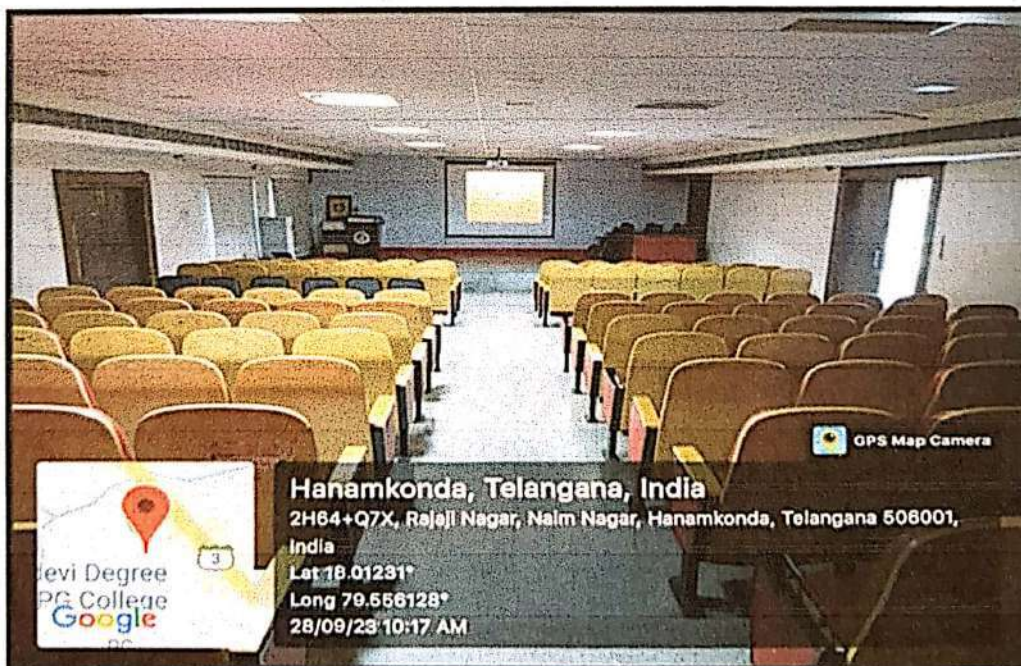 GPS Map Camera
Hanamkonda, Telangana, India
2H64+Q7X, Rajaji Nagar, Naim Nagar, Hanamkonda, Telangana 506001,
India
Lat 18.01231°
Long 79.556128°
28/09/23 10:17 AM
3
evi Degree
PG College
Google